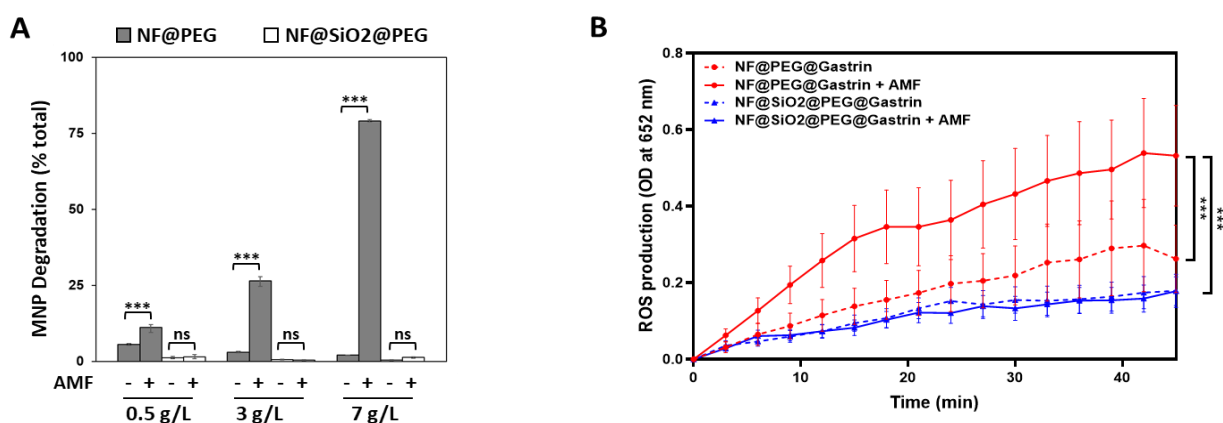 A
NF@PEG
NF@SiO2@PEG
MNP Degradation (% total)
100
75
50
25
0
***
ns
***
ns
***
ns
AMF
- + - +
- + - +
- + - +
0.5 g/L
3 g/L
7 g/L
B
ROS production (OD at 652 nm)
0.8
0.6
0.4
0.2
0.0
NF@PEG@Gastrin
NF@PEG@Gastrin + AMF
NF@SiO2@PEG@Gastrin
NF@SiO2@PEG@Gastrin + AMF
***
***
0
10
20
30
40
Time (min)